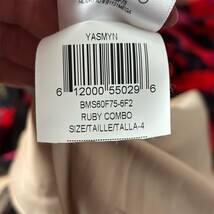 YASMYN
6 12000 55029 6
BMS60F75-6F2
RUBY COMBO
SIZE/TAILLE/TALLA-4